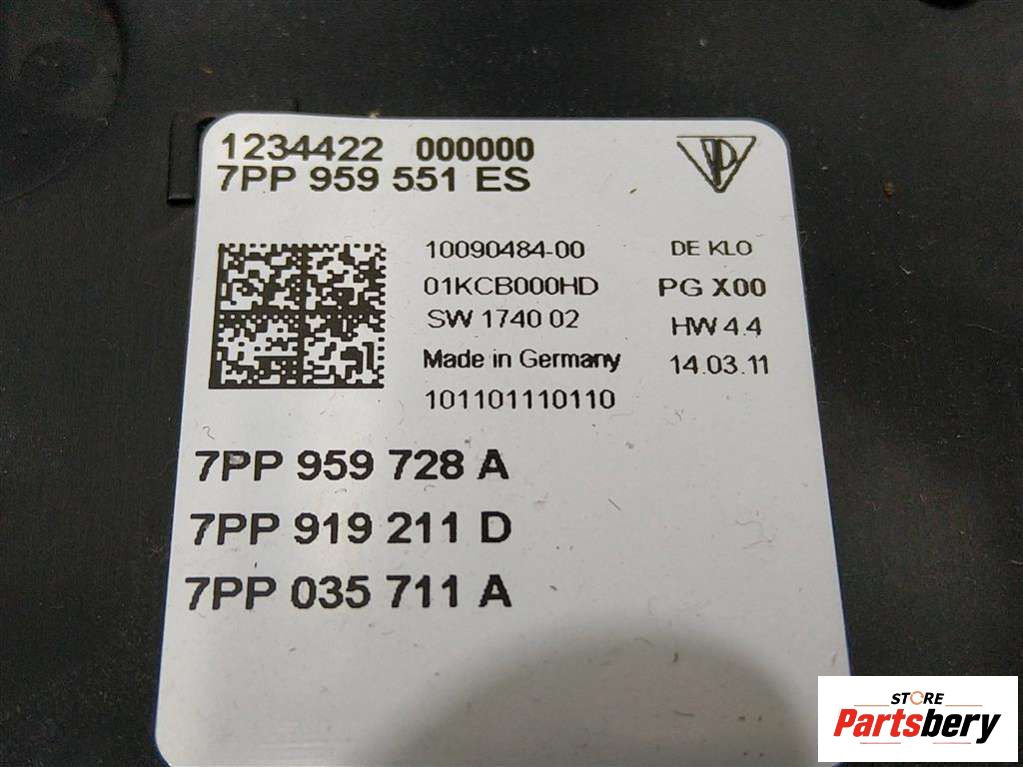 1234422 000000
7PP 959 551 ES
10090484-00 DE KLO
01KCB000HD PG X00
SW 1740 02 HW 4.4
Made in Germany 14.03.11
101101110110
7PP 959 728 A
7PP 919 211 D
7PP 035 711 A
STORE
Partsbery